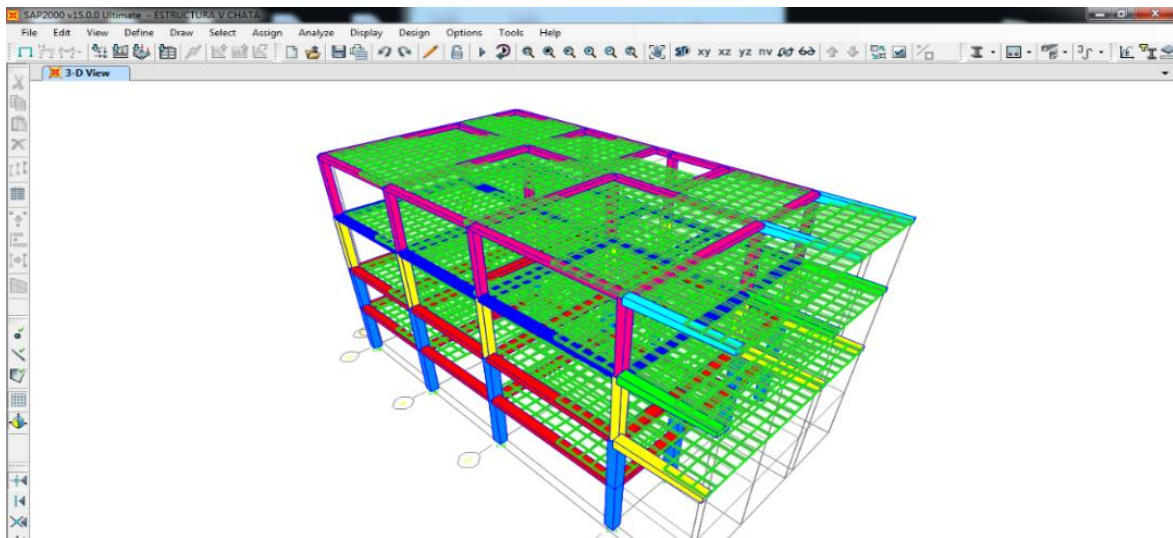 SAP2000 v15.0.0 Ultimate - ESTRUCTURA V CHATA
File Edit View Define Draw Select Assign Analyze Display Design Options Tools Help
3D xy xz yz nv
3-D View